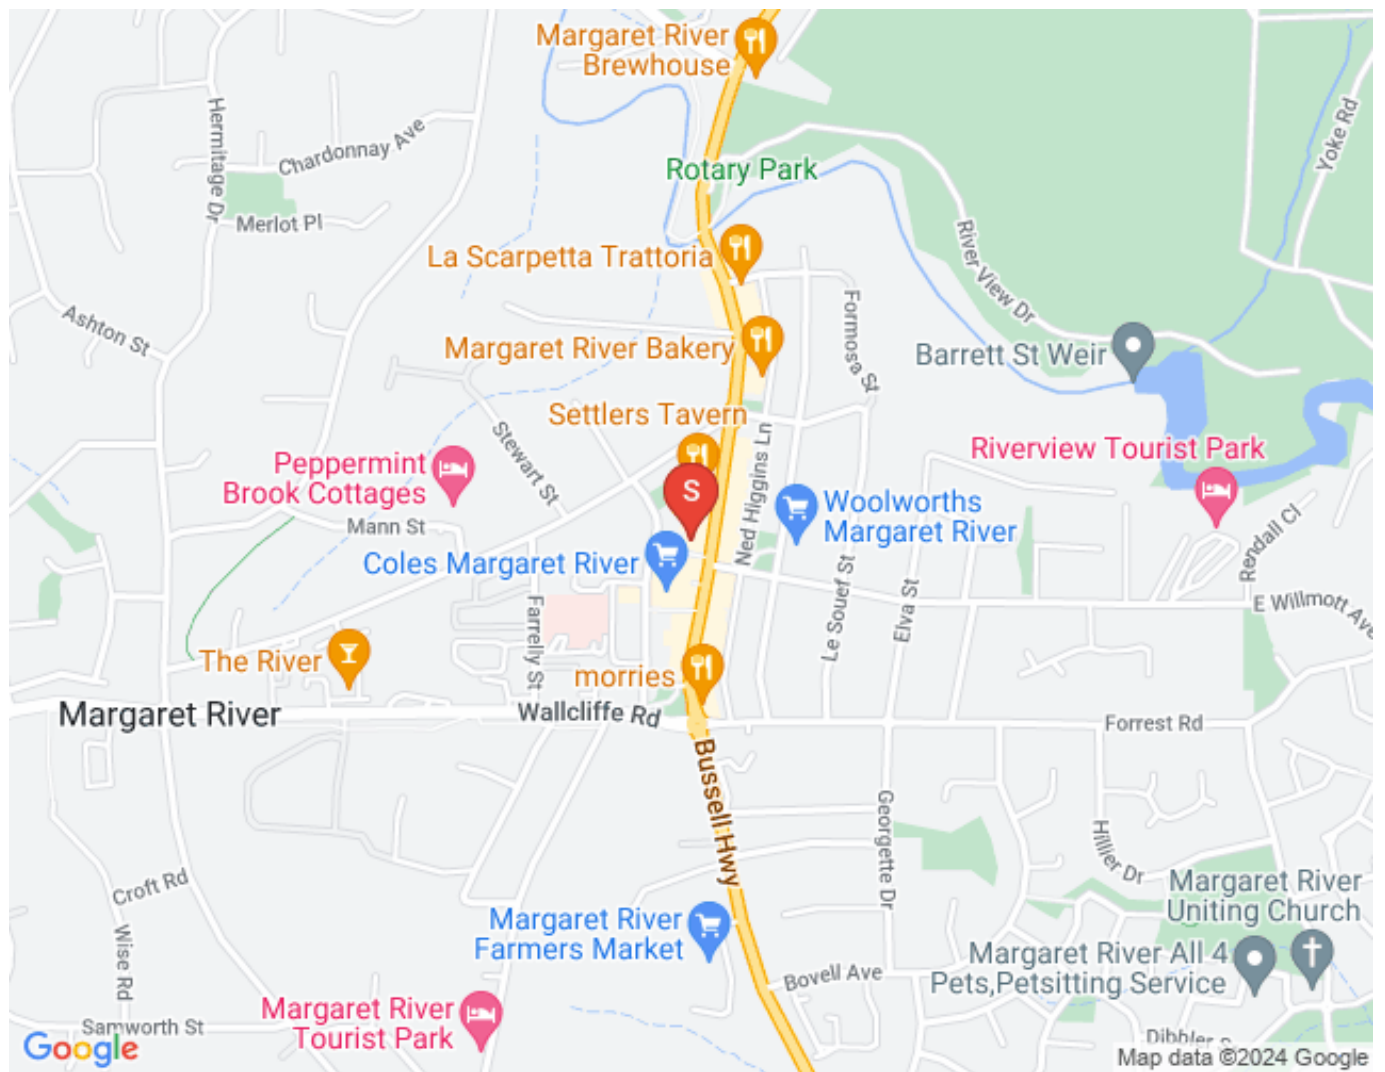 Margaret River
Brewhouse
Hermitage Dr
Chardonnay Ave
Yoke Rd
Rotary Park
Merlot Pl
River View Dr
La Scarpetta Trattoria
Formosa St
Ashton St
Margaret River Bakery
Barrett St Weir
Settlers Tavern
Stewart St
Ned Higgins Ln
Riverview Tourist Park
Peppermint
Brook Cottages
S
Woolworths
Margaret River
Mann St
Rendall Cl
Coles Margaret River
Le Souef St
Elva St
E Willmott Ave
Farrelly St
The River
morries
Margaret River
Wallcliffe Rd
Forrest Rd
Bussell Hwy
Georgette Dr
Hillier Dr
Croft Rd
Margaret River
Uniting Church
Margaret River
Farmers Market
Wise Rd
Margaret River All 4
Pets,Petsitting Service
Bovell Ave
Margaret River
Tourist Park
Samworth St
Dibbler
Google
Map data ©2024 Google